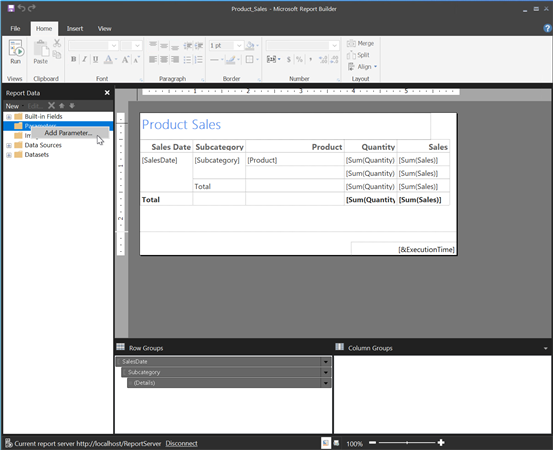 Product_Sales - Microsoft Report Builder
File Home Insert View
Run Paste Merge
Split
Align
1 pt
Views Clipboard Font Paragraph Border Number Layout
Report Data
New Edit...
Built-in Fields
Parameters
Add Parameter...
Data Sources
Datasets
Product Sales
Sales Date Subcategory Product Quantity Sales
[SalesDate] [Subcategory] [Product] [Sum(Quantity) [Sum(Sales)]
[Sum(Quantity) [Sum(Sales)]
Total [Sum(Quantity) [Sum(Sales)]
Total [Sum(Quantity [Sum(Sales)]
[&ExecutionTime]
Row Groups Column Groups
SalesDate
Subcategory
(Details)
Current report server http://localhost/ReportServer Disconnect 100%